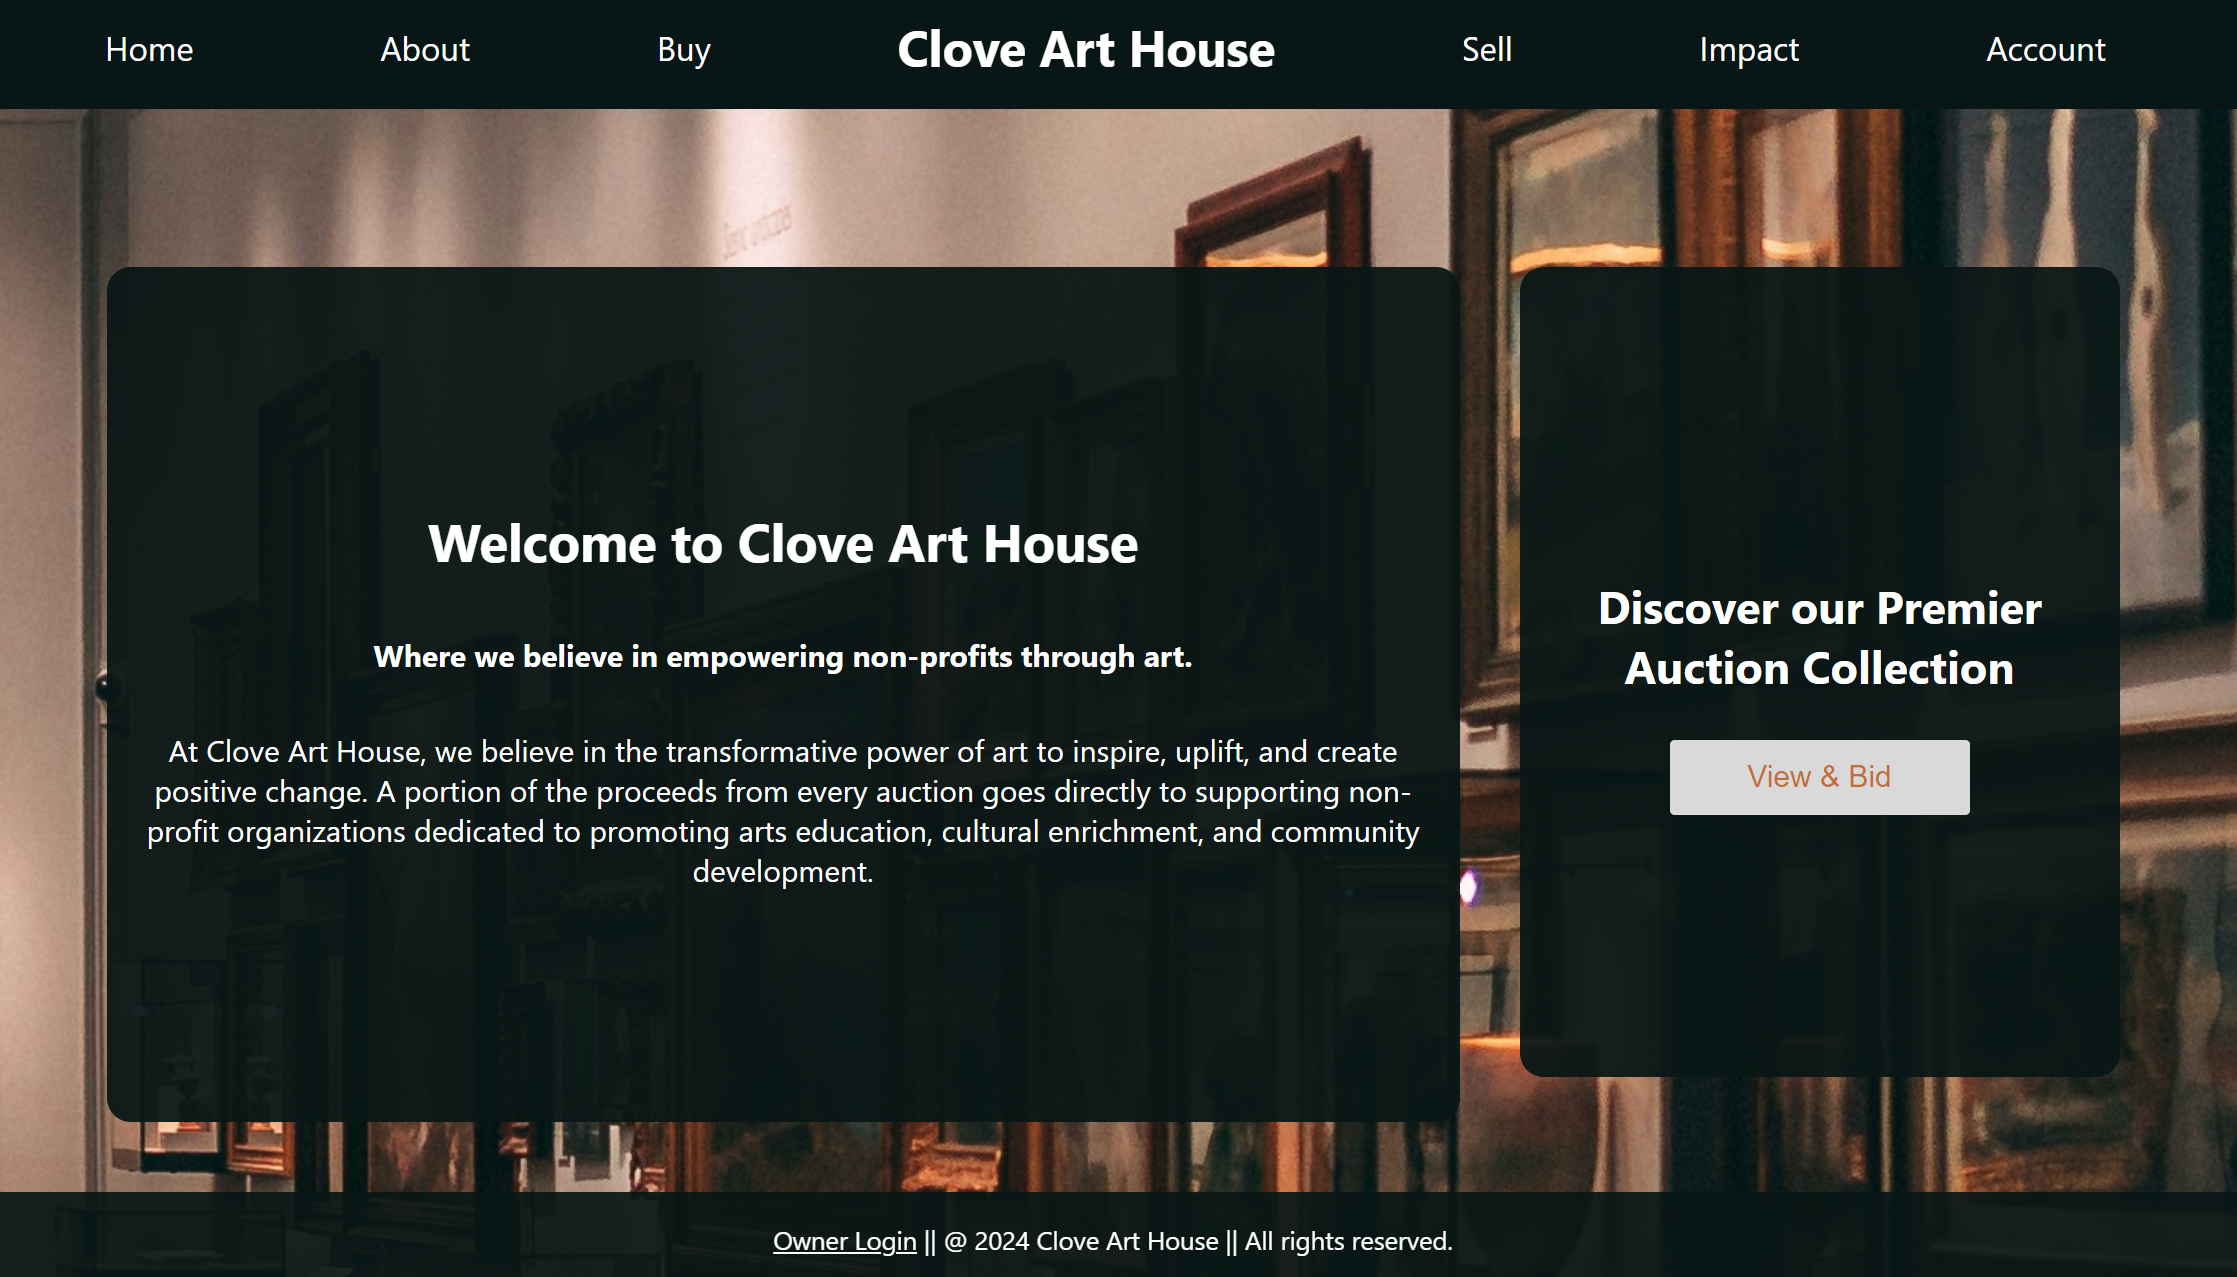 Home About Buy Clove Art House Sell Impact Account
Welcome to Clove Art House
Where we believe in empowering non-profits through art.
At Clove Art House, we believe in the transformative power of art to inspire, uplift, and create
positive change. A portion of the proceeds from every auction goes directly to supporting non-
profit organizations dedicated to promoting arts education, cultural enrichment, and community
development.
Discover our Premier
Auction Collection
View & Bid
Owner Login || @ 2024 Clove Art House || All rights reserved.